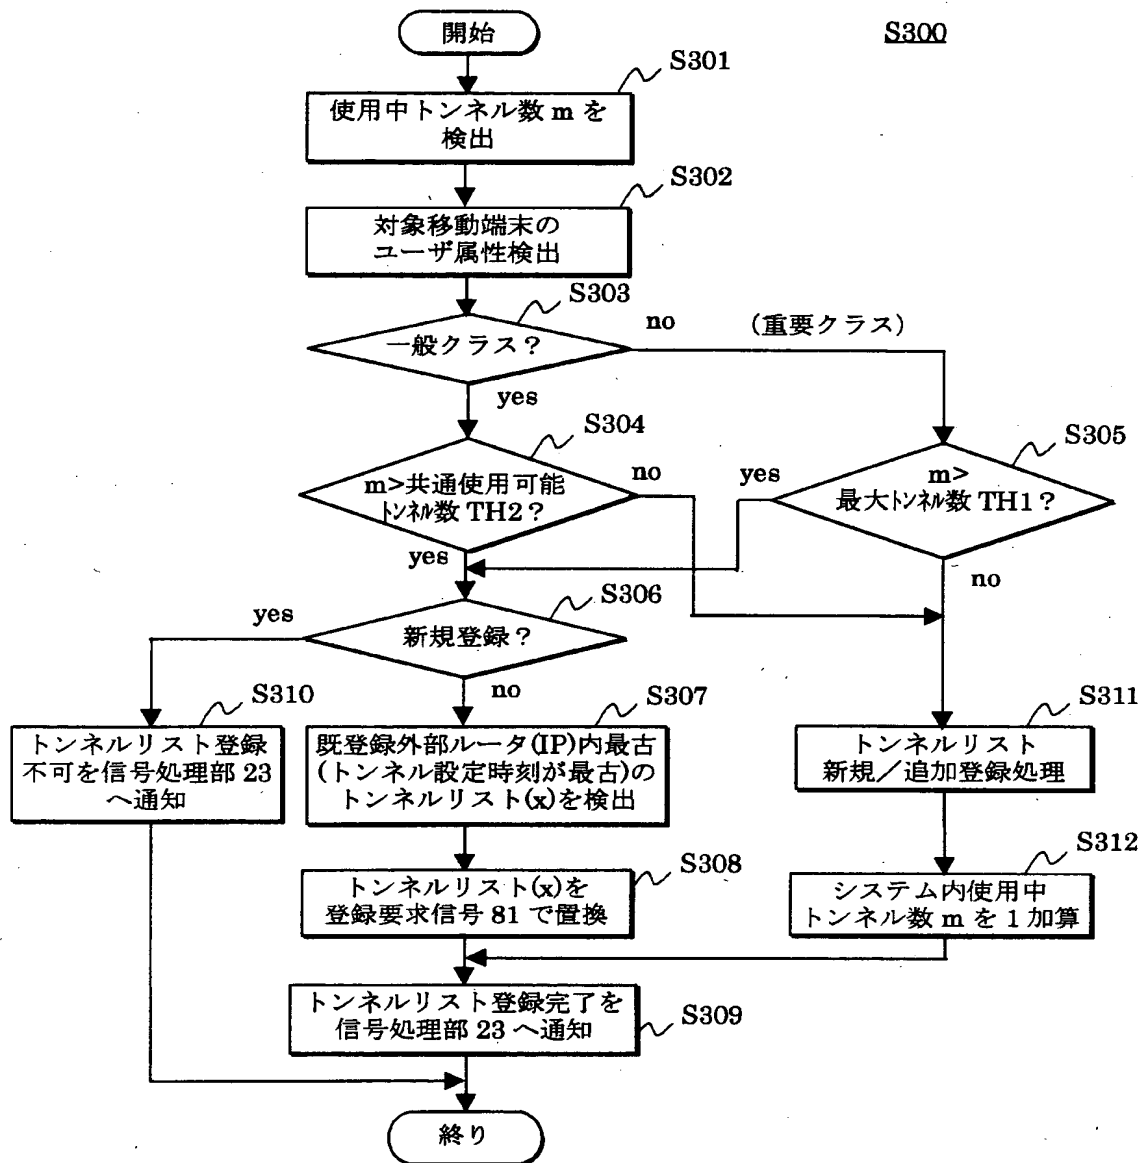 開始
S300
S301
使用中トンネル数 m を
検出
S302
対象移動端末の
ユーザ属性検出
S303
一般クラス？
no
(重要クラス)
yes
S304
m>共通使用可能
トンネル数 TH2？
no
yes
S305
m>
最大トンネル数 TH1？
yes
no
S306
新規登録？
yes
no
S310
トンネルリスト登録
不可を信号処理部 23
へ通知
S307
既登録外部ルータ(IP)内最古
(トンネル設定時刻が最古)の
トンネルリスト(x)を検出
S311
トンネルリスト
新規／追加登録処理
S308
トンネルリスト(x)を
登録要求信号 81 で置換
S312
システム内使用中
トンネル数 m を 1 加算
トンネルリスト登録完了を
信号処理部 23 へ通知
S309
終り